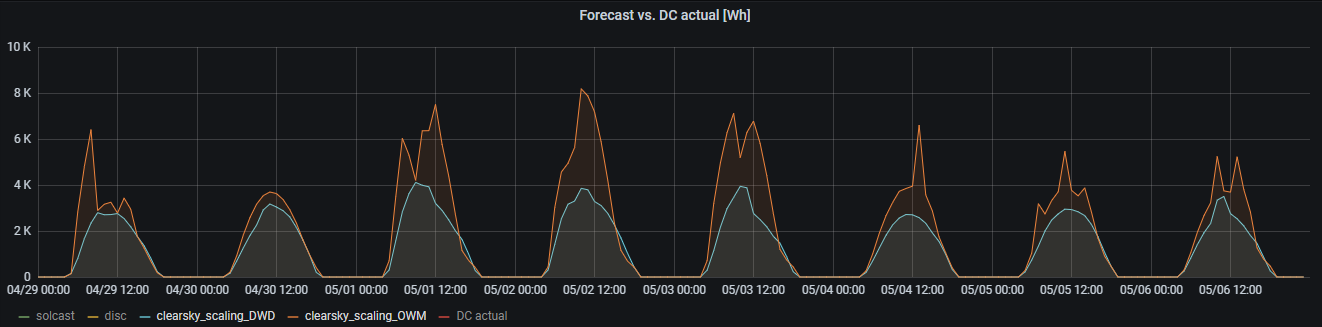 Forecast vs. DC actual [Wh]
10 K
8 K
6 K
4 K
2 K
0
04/29 00:00 04/29 12:00 04/30 00:00 04/30 12:00 05/01 00:00 05/01 12:00 05/02 00:00 05/02 12:00 05/03 00:00 05/03 12:00 05/04 00:00 05/04 12:00 05/05 00:00 05/05 12:00 05/06 00:00 05/06 12:00
solcast disc clearsky_scaling_DWD clearsky_scaling_OWM DC actual